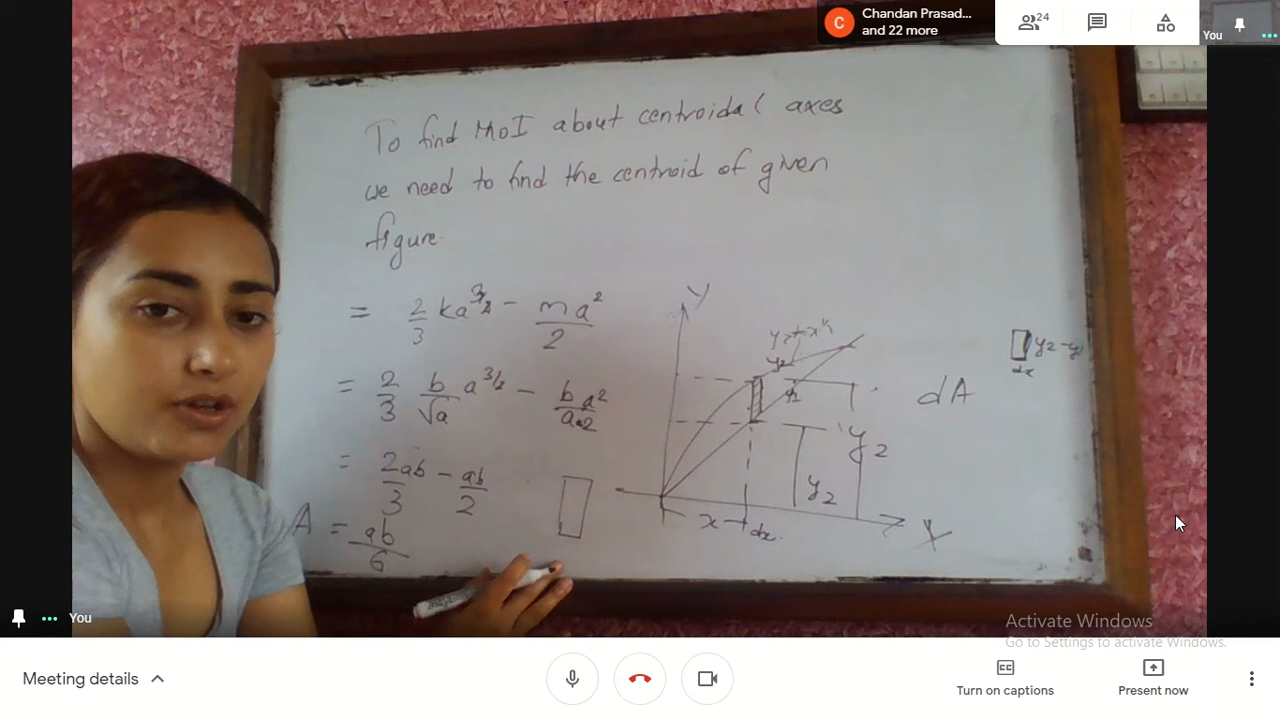 Chandan Prasad...
and 22 more
24
C
You
To find MoI about centroidal axes
we need to find the centroid of given
figure.
= 2/3 ka^3/2 - ma^2/2
= 2/3 b/√a a^3/2 - b/a a^2/2
= 2ab/3 - ab/2
A = ab/6
Y
y2
dA
y2
y2
x
dx
X
dx
You
Activate Windows
Go to Settings to activate Windows.
Meeting details
CC
Turn on captions
Present now